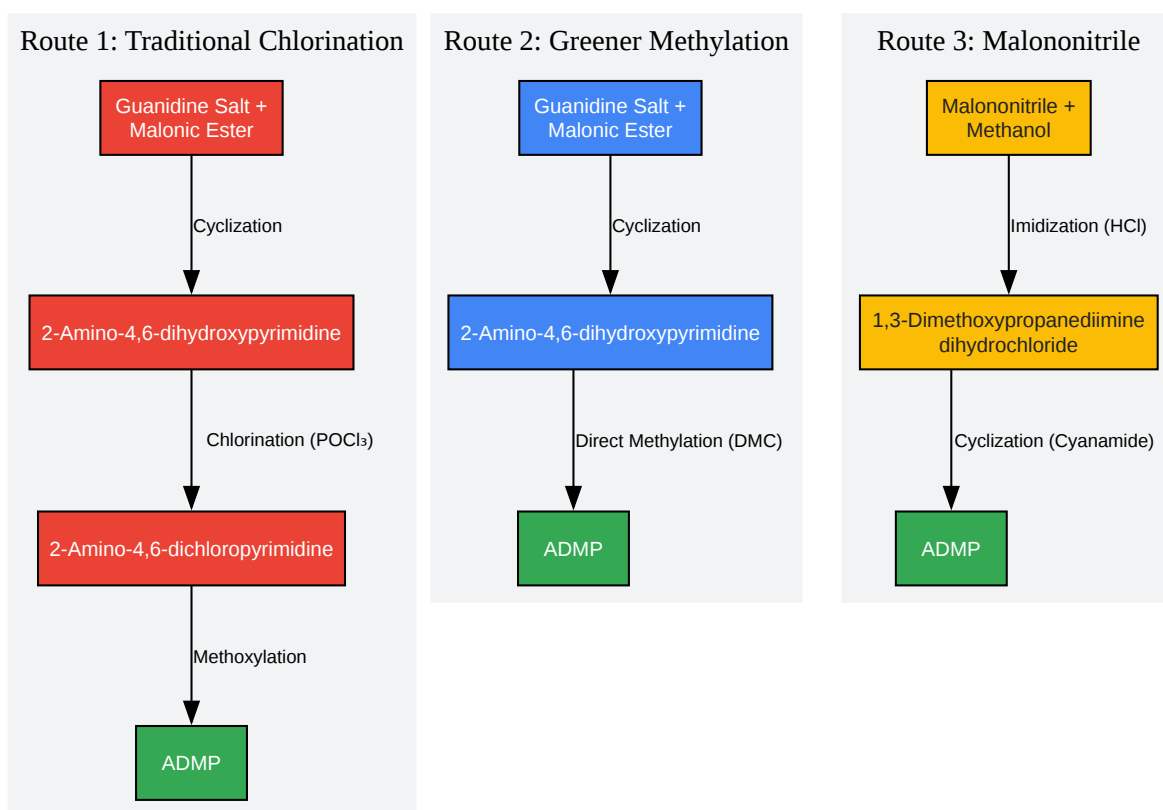 Route 1: Traditional Chlorination
Guanidine Salt +
Malonic Ester
Cyclization
2-Amino-4,6-dihydroxypyrimidine
Chlorination (POCl₃)
2-Amino-4,6-dichloropyrimidine
Methoxylation
ADMP
Route 2: Greener Methylation
Guanidine Salt +
Malonic Ester
Cyclization
2-Amino-4,6-dihydroxypyrimidine
Direct Methylation (DMC)
ADMP
Route 3: Malononitrile
Malononitrile +
Methanol
Imidization (HCl)
1,3-Dimethoxypropanediimine
dihydrochloride
Cyclization (Cyanamide)
ADMP